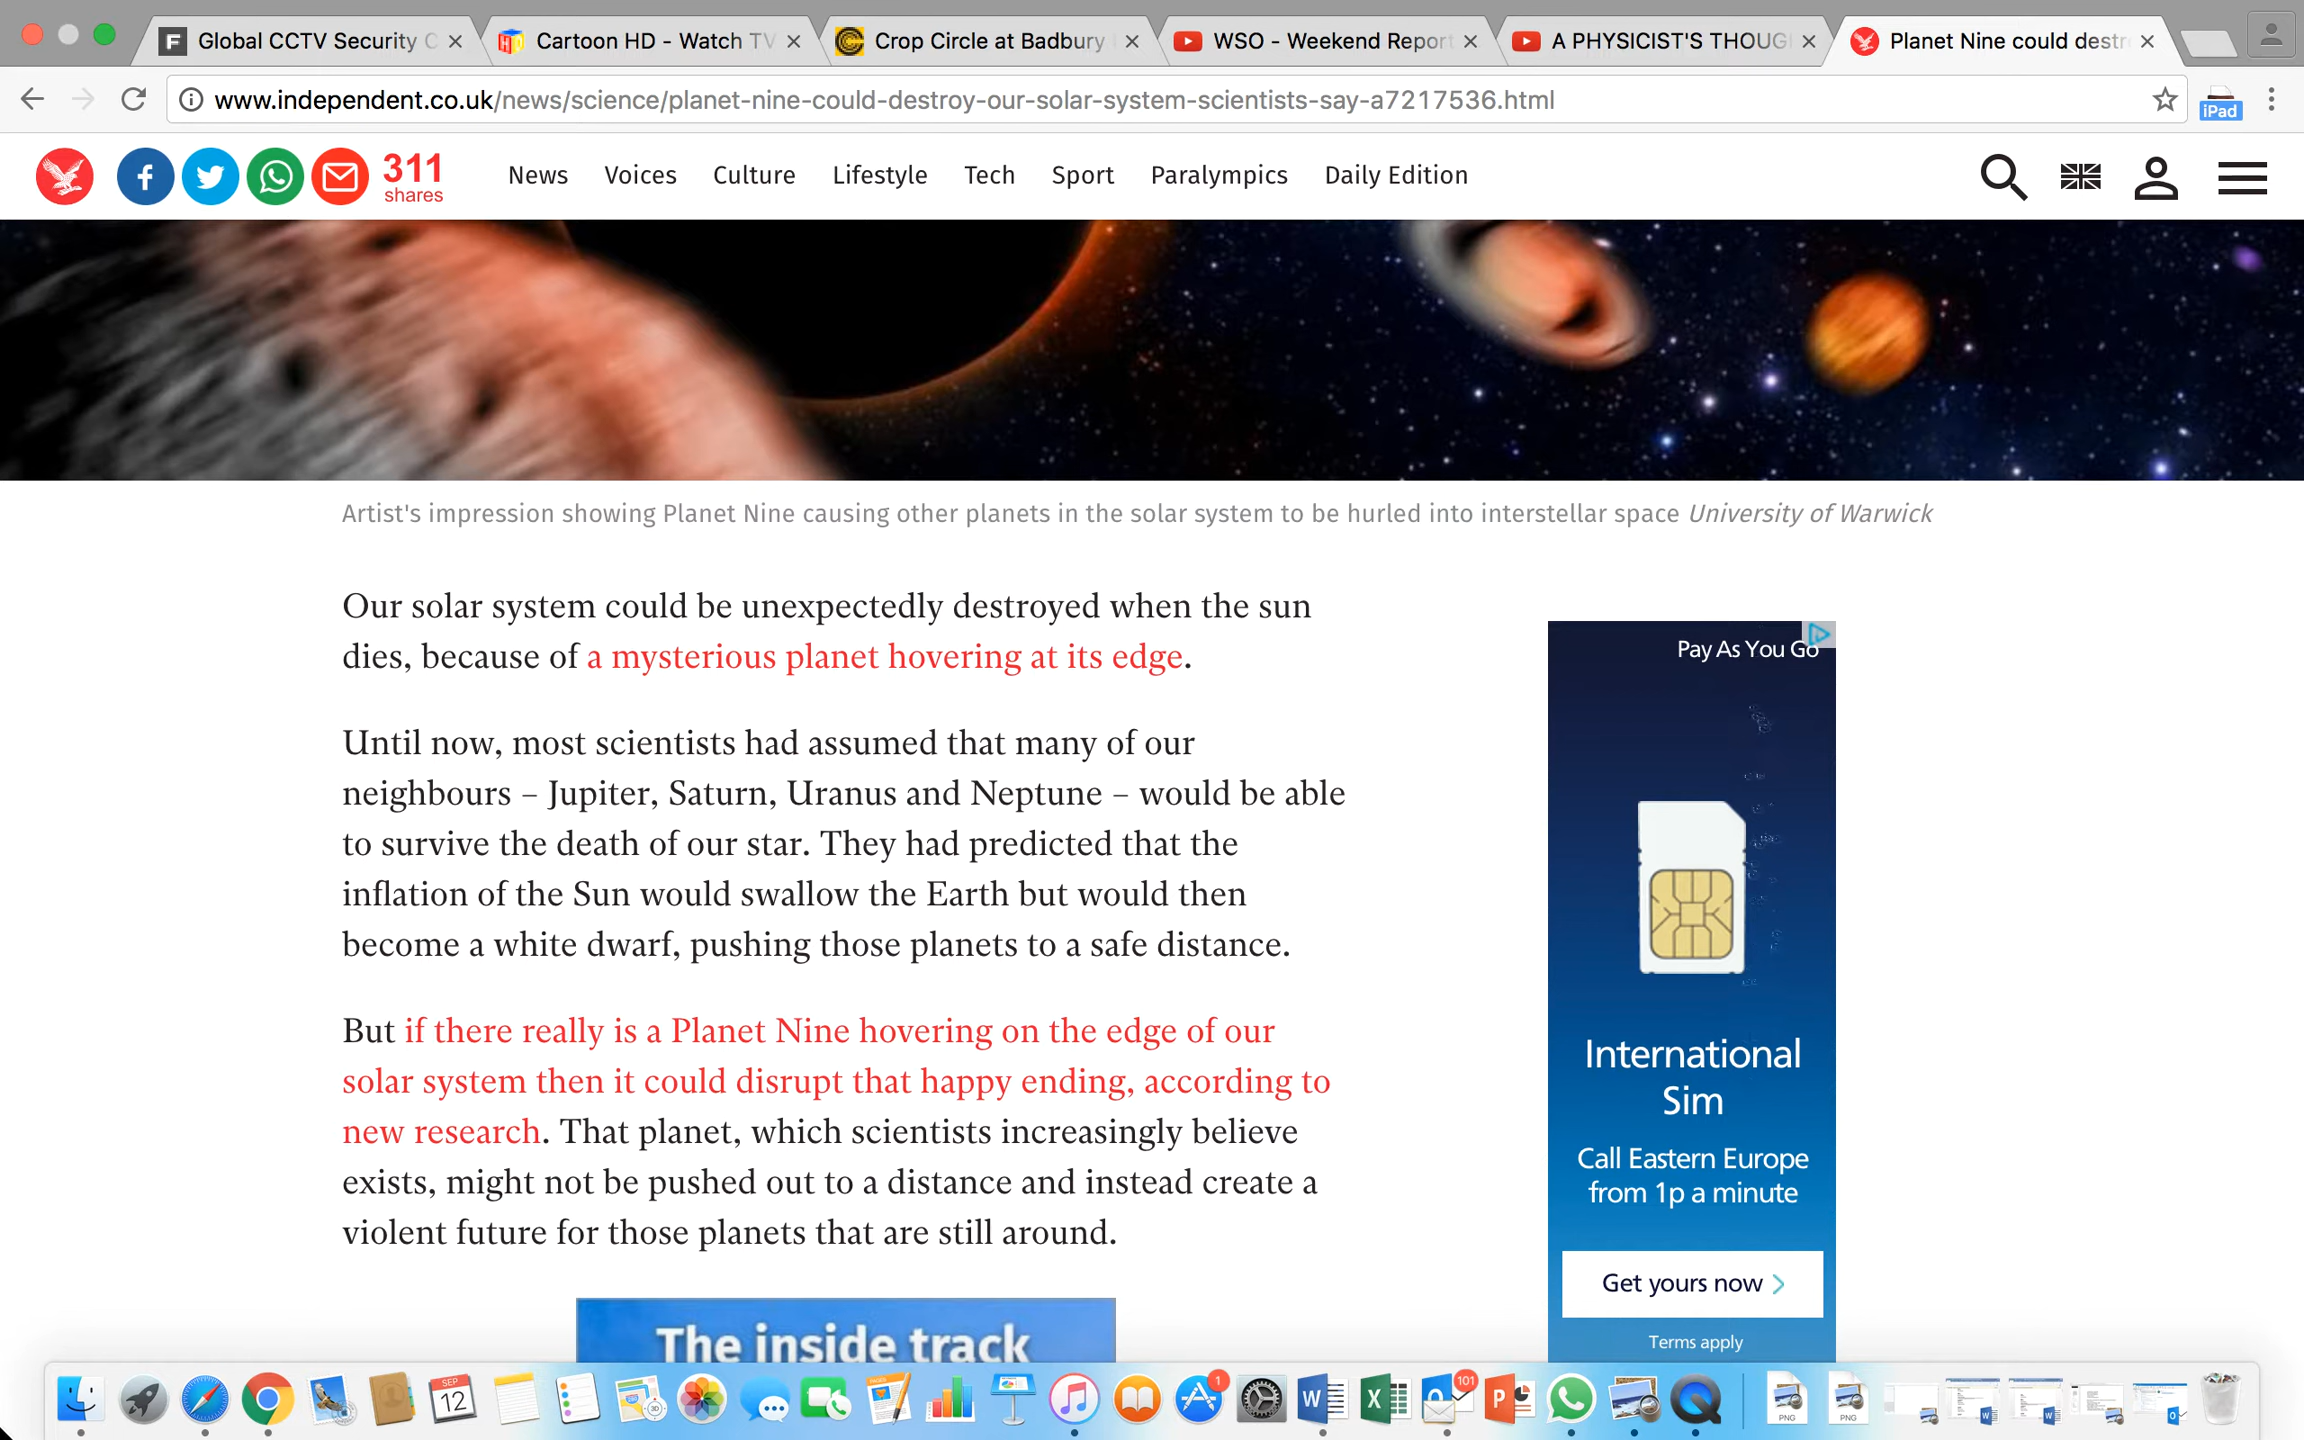 Global CCTV Security C
Cartoon HD - Watch TV
Crop Circle at Badbury
WSO - Weekend Report
A PHYSICIST'S THOUG
Planet Nine could destr
www.independent.co.uk/news/science/planet-nine-could-destroy-our-solar-system-scientists-say-a7217536.html
iPad
311
shares
News
Voices
Culture
Lifestyle
Tech
Sport
Paralympics
Daily Edition
Artist's impression showing Planet Nine causing other planets in the solar system to be hurled into interstellar space University of Warwick
Our solar system could be unexpectedly destroyed when the sun
dies, because of a mysterious planet hovering at its edge.
Until now, most scientists had assumed that many of our
neighbours – Jupiter, Saturn, Uranus and Neptune – would be able
to survive the death of our star. They had predicted that the
inflation of the Sun would swallow the Earth but would then
become a white dwarf, pushing those planets to a safe distance.
But if there really is a Planet Nine hovering on the edge of our
solar system then it could disrupt that happy ending, according to
new research. That planet, which scientists increasingly believe
exists, might not be pushed out to a distance and instead create a
violent future for those planets that are still around.
The inside track
Pay As You Go
International
Sim
Call Eastern Europe
from 1p a minute
Get yours now
Terms apply
SEP
12
1
101
PNG
PNG